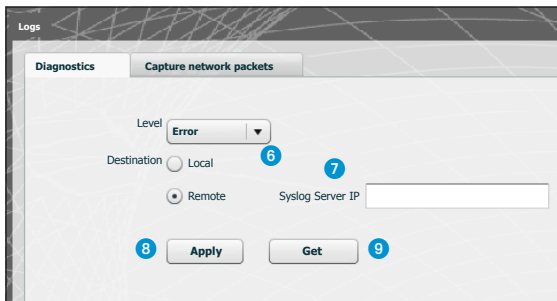 Logs
Diagnostics Capture network packets
Level Error
6
Destination Local
7
Remote Syslog Server IP
8 Apply Get 9